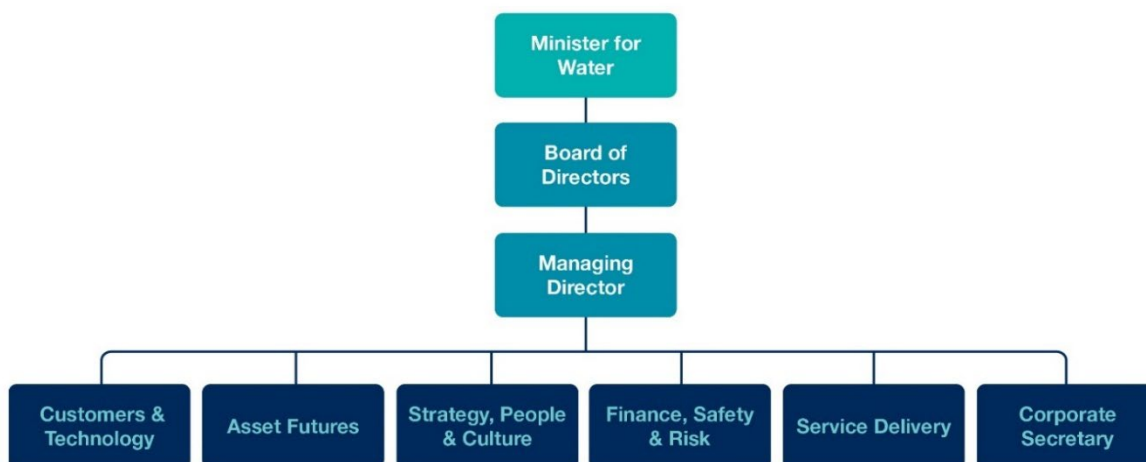 Minister for
Water
Board of
Directors
Managing
Director
Customers &
Technology
Asset Futures
Strategy, People
& Culture
Finance, Safety
& Risk
Service Delivery
Corporate
Secretary